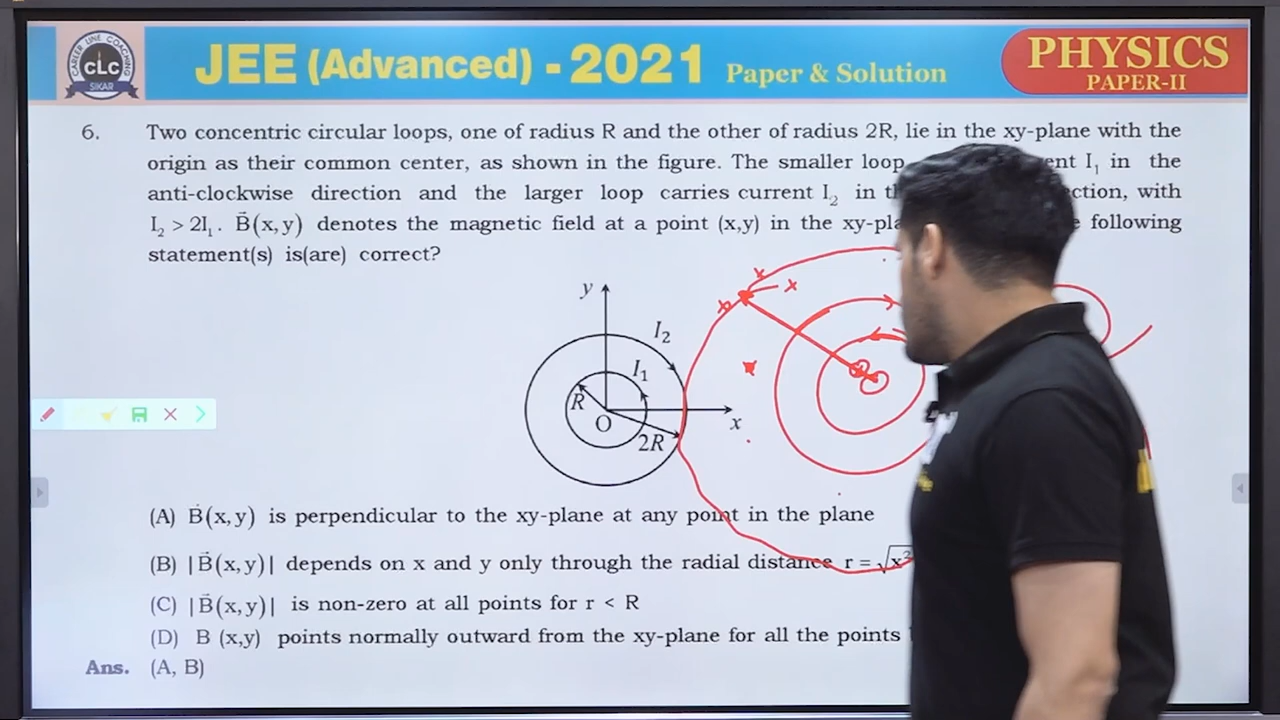 CAREER LINE COACHING
CLC
SIKAR
JEE (Advanced) - 2021 Paper & Solution
PHYSICS
PAPER-II
6. Two concentric circular loops, one of radius R and the other of radius 2R, lie in the xy-plane with the
origin as their common center, as shown in the figure. The smaller loop I₁ in the
anti-clockwise direction and the larger loop carries current I₂ in with
I₂ > 2I₁. B⃗(x,y) denotes the magnetic field at a point (x,y) in the following
statement(s) is(are) correct?
y
I₂
I₁
R
O
2R
x
(A) B⃗(x,y) is perpendicular to the xy-plane at any point in the plane
(B) |B⃗(x,y)| depends on x and y only through the radial distance r = √x²
(C) |B⃗(x,y)| is non-zero at all points for r < R
(D) B (x,y) points normally outward from the xy-plane for all the points
Ans. (A, B)